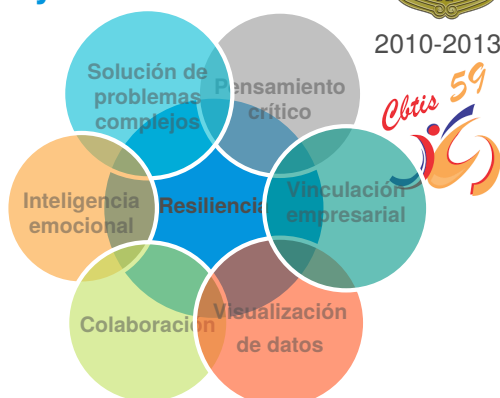 2010-2013
Cbtis 59
Solución de
problemas
complejos
Pensamiento
crítico
Inteligencia
emocional
Resiliencia
Vinculación
empresarial
Colaboración
Visualización
de datos